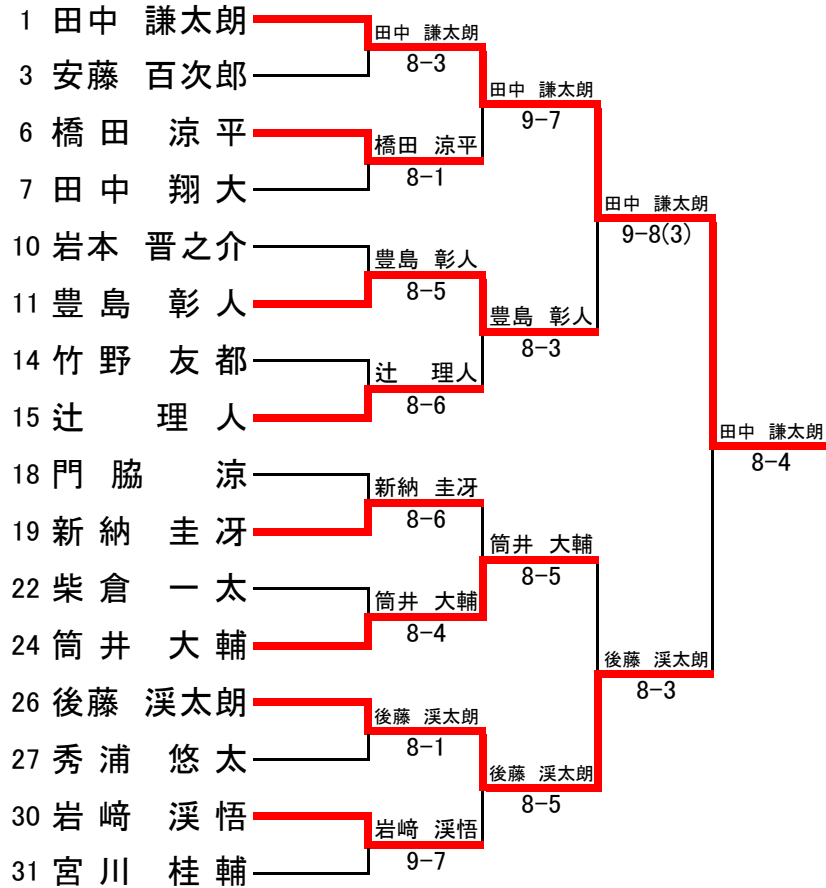 1 田中 謙太朗
3 安藤 百次郎
6 橋田 涼平
7 田中 翔大
10 岩本 晋之介
11 豊島 彰人
14 竹野 友都
15 辻 理人
18 門脇 涼
19 新納 圭冴
22 柴倉 一太
24 筒井 大輔
26 後藤 渓太朗
27 秀浦 悠太
30 岩﨑 渓悟
31 宮川 桂輔
田中 謙太朗
8-3
橋田 涼平
8-1
豊島 彰人
8-5
辻 理人
8-6
新納 圭冴
8-6
筒井 大輔
8-4
後藤 渓太朗
8-1
岩﨑 渓悟
9-7
田中 謙太朗
9-7
豊島 彰人
8-3
筒井 大輔
8-5
後藤 渓太朗
8-5
田中 謙太朗
9-8(3)
後藤 渓太朗
8-3
田中 謙太朗
8-4